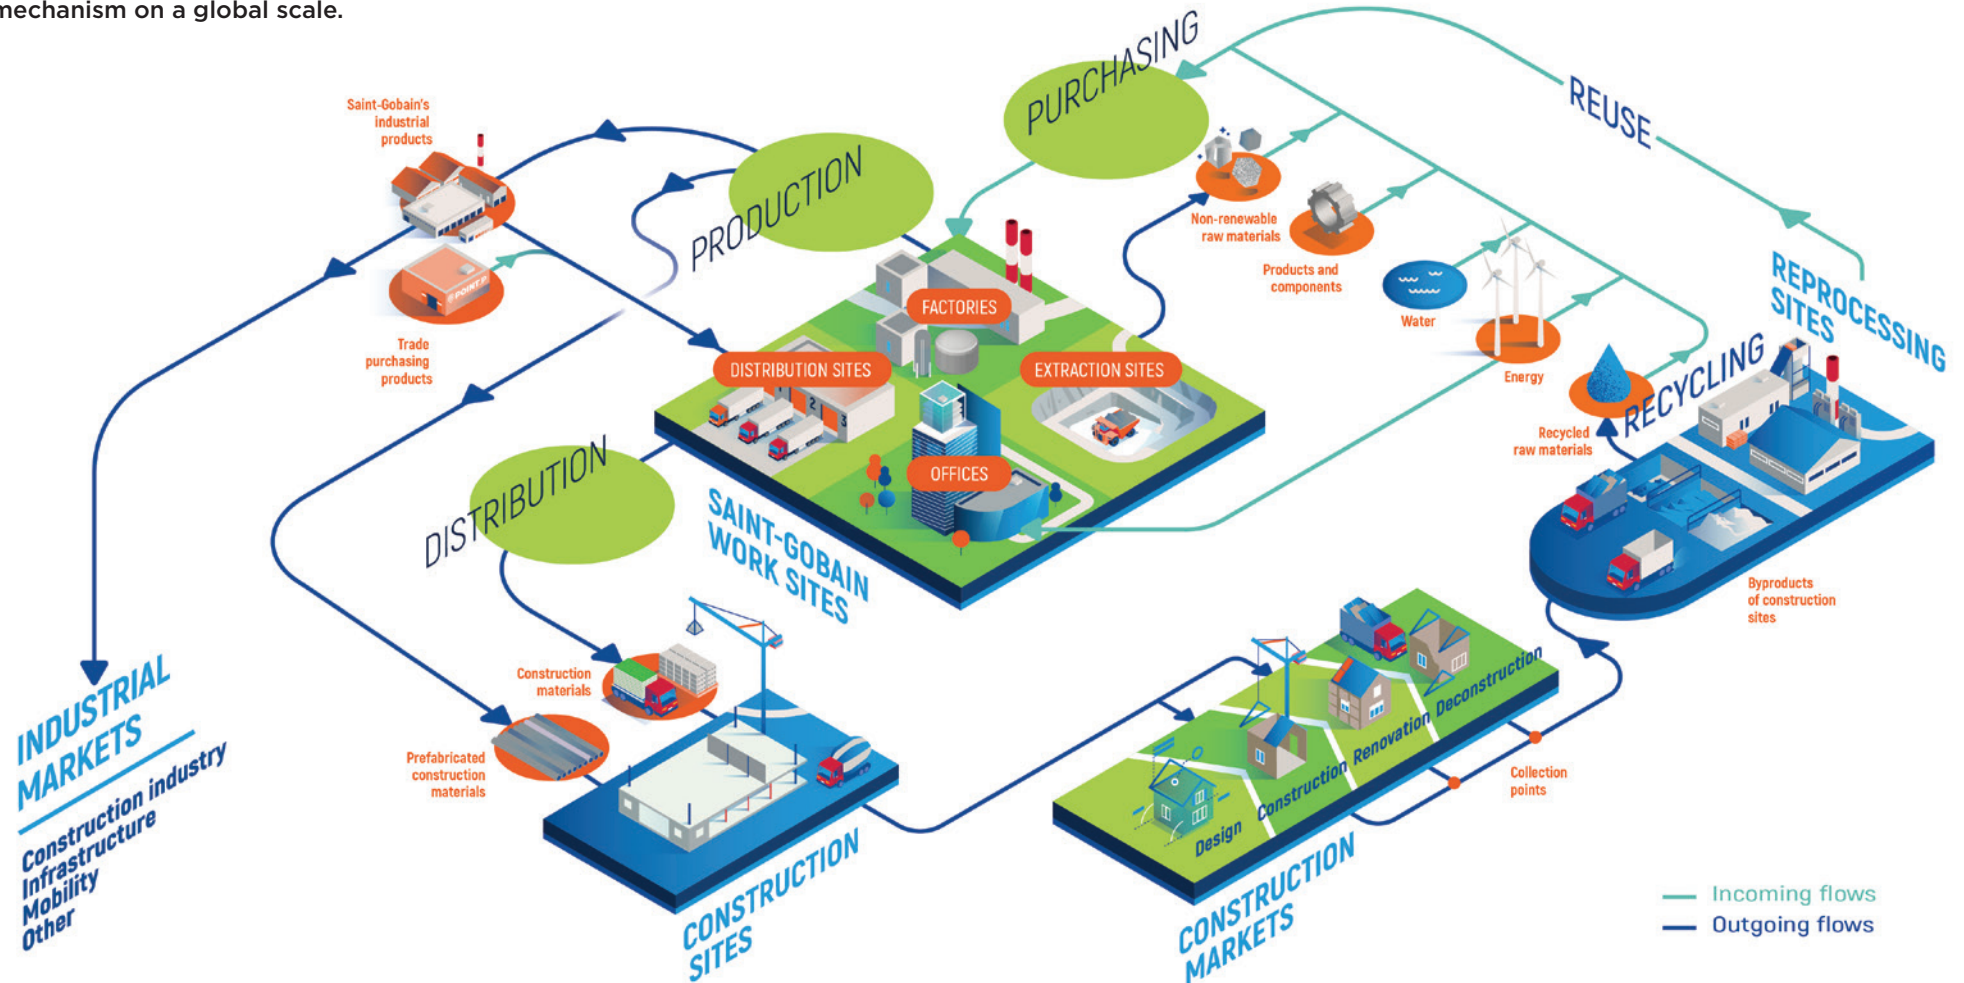 mechanism on a global scale.
PURCHASING
REUSE
Saint-Gobain's
industrial
products
PRODUCTION
Non-renewable
raw materials
Products and
components
Water
Energy
Recycled
raw materials
RECYCLING
REPROCESSING
SITES
POINT P
Trade
purchasing
products
FACTORIES
DISTRIBUTION SITES
2
3
EXTRACTION SITES
OFFICES
DISTRIBUTION
SAINT-GOBAIN
WORK SITES
Byproducts
of construction
sites
Construction
materials
Prefabricated
construction
materials
INDUSTRIAL
MARKETS
Construction industry
Infrastructure
Mobility
Other
CONSTRUCTION
SITES
Design
Construction
Renovation
Deconstruction
Collection
points
CONSTRUCTION
MARKETS
Incoming flows
Outgoing flows